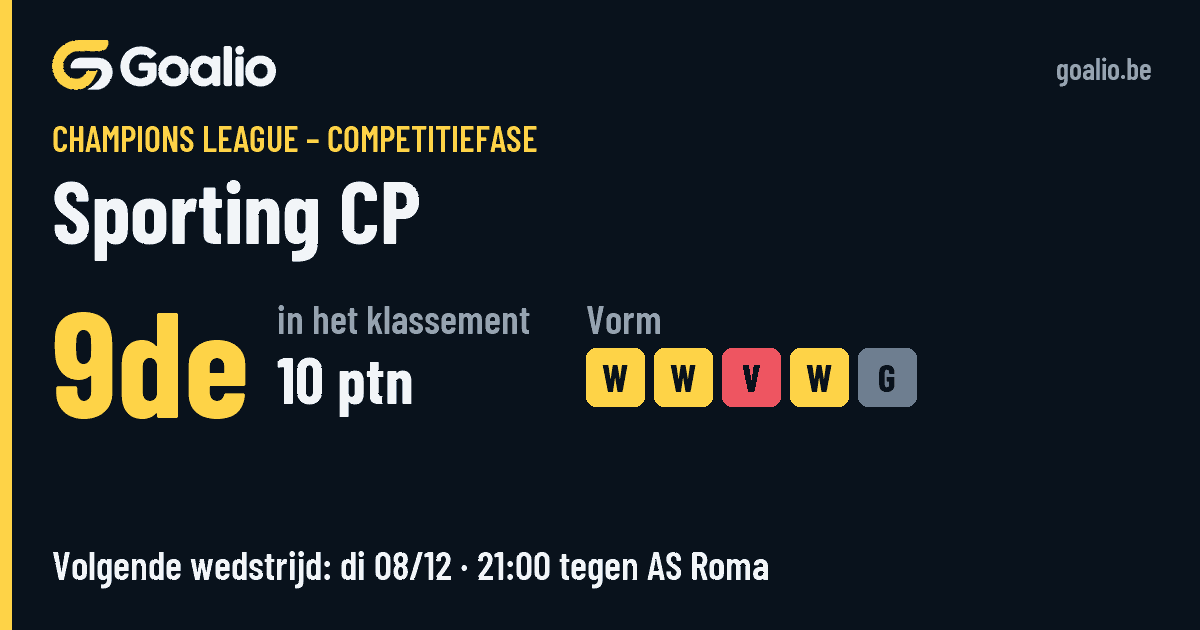 Goalio
goalio.be
CHAMPIONS LEAGUE – COMPETITIEFASE
Sporting CP
9de
in het klassement
10 ptn
Vorm
W W V W G
Volgende wedstrijd: di 08/12 · 21:00 tegen AS Roma